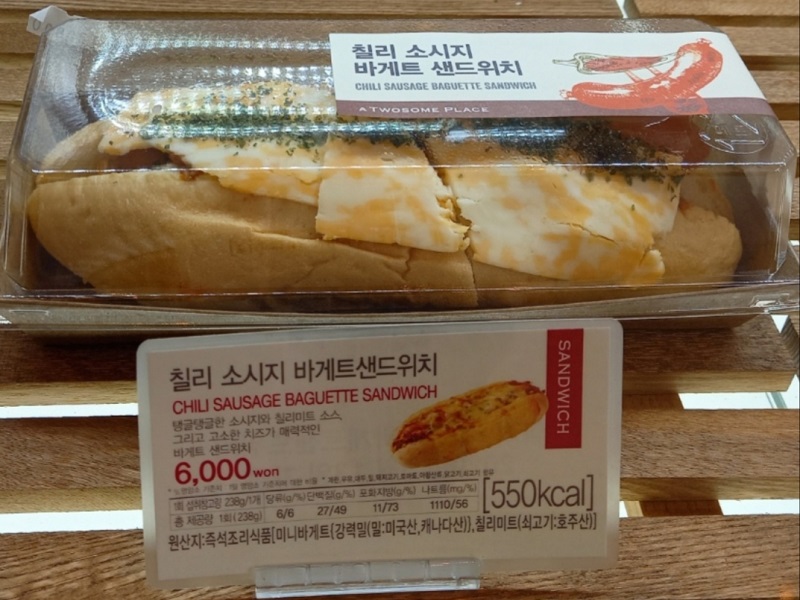 칠리 소시지
바게트 샌드위치
CHILI SAUSAGE BAGUETTE SANDWICH
A TWOSOME PLACE
칠리 소시지 바게트샌드위치
CHILI SAUSAGE BAGUETTE SANDWICH
탱글탱글한 소시지와 칠리미트 소스,
그리고 고소한 치즈가 매력적인
바게트 샌드위치
SANDWICH
6,000won
1회 섭취참고량 238g/1개 당류(g/%) 단백질(g/%) 포화지방(g/%) 나트륨(mg/%)
총 제공량 1회(238g) 6/6 27/49 11/73 1110/56
[550kcal]
원산지:즉석조리식품[미니바게트{강력밀(밀:미국산,캐나다산)},칠리미트(쇠고기:호주산)]